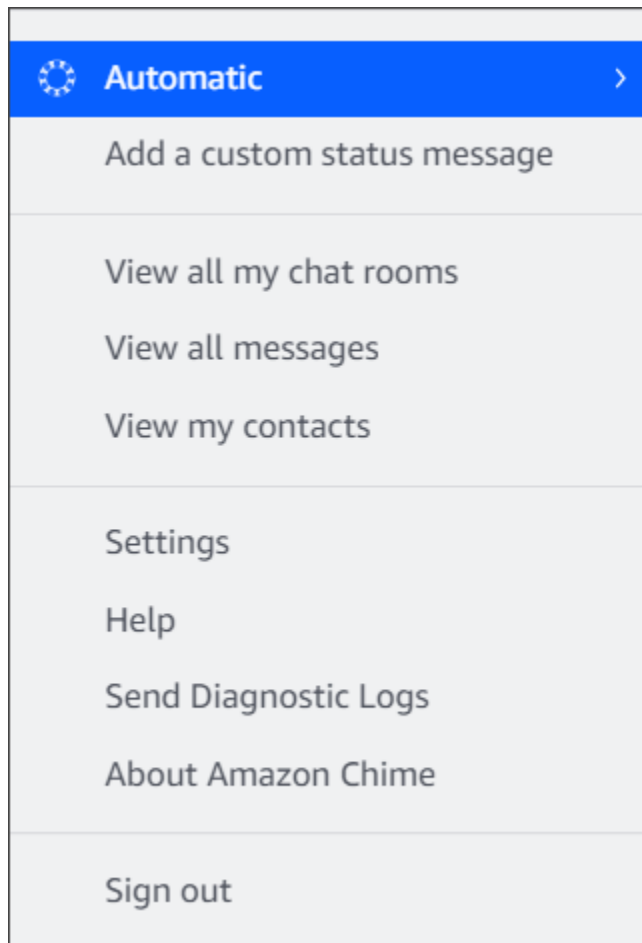 Automatic
Add a custom status message
View all my chat rooms
View all messages
View my contacts
Settings
Help
Send Diagnostic Logs
About Amazon Chime
Sign out